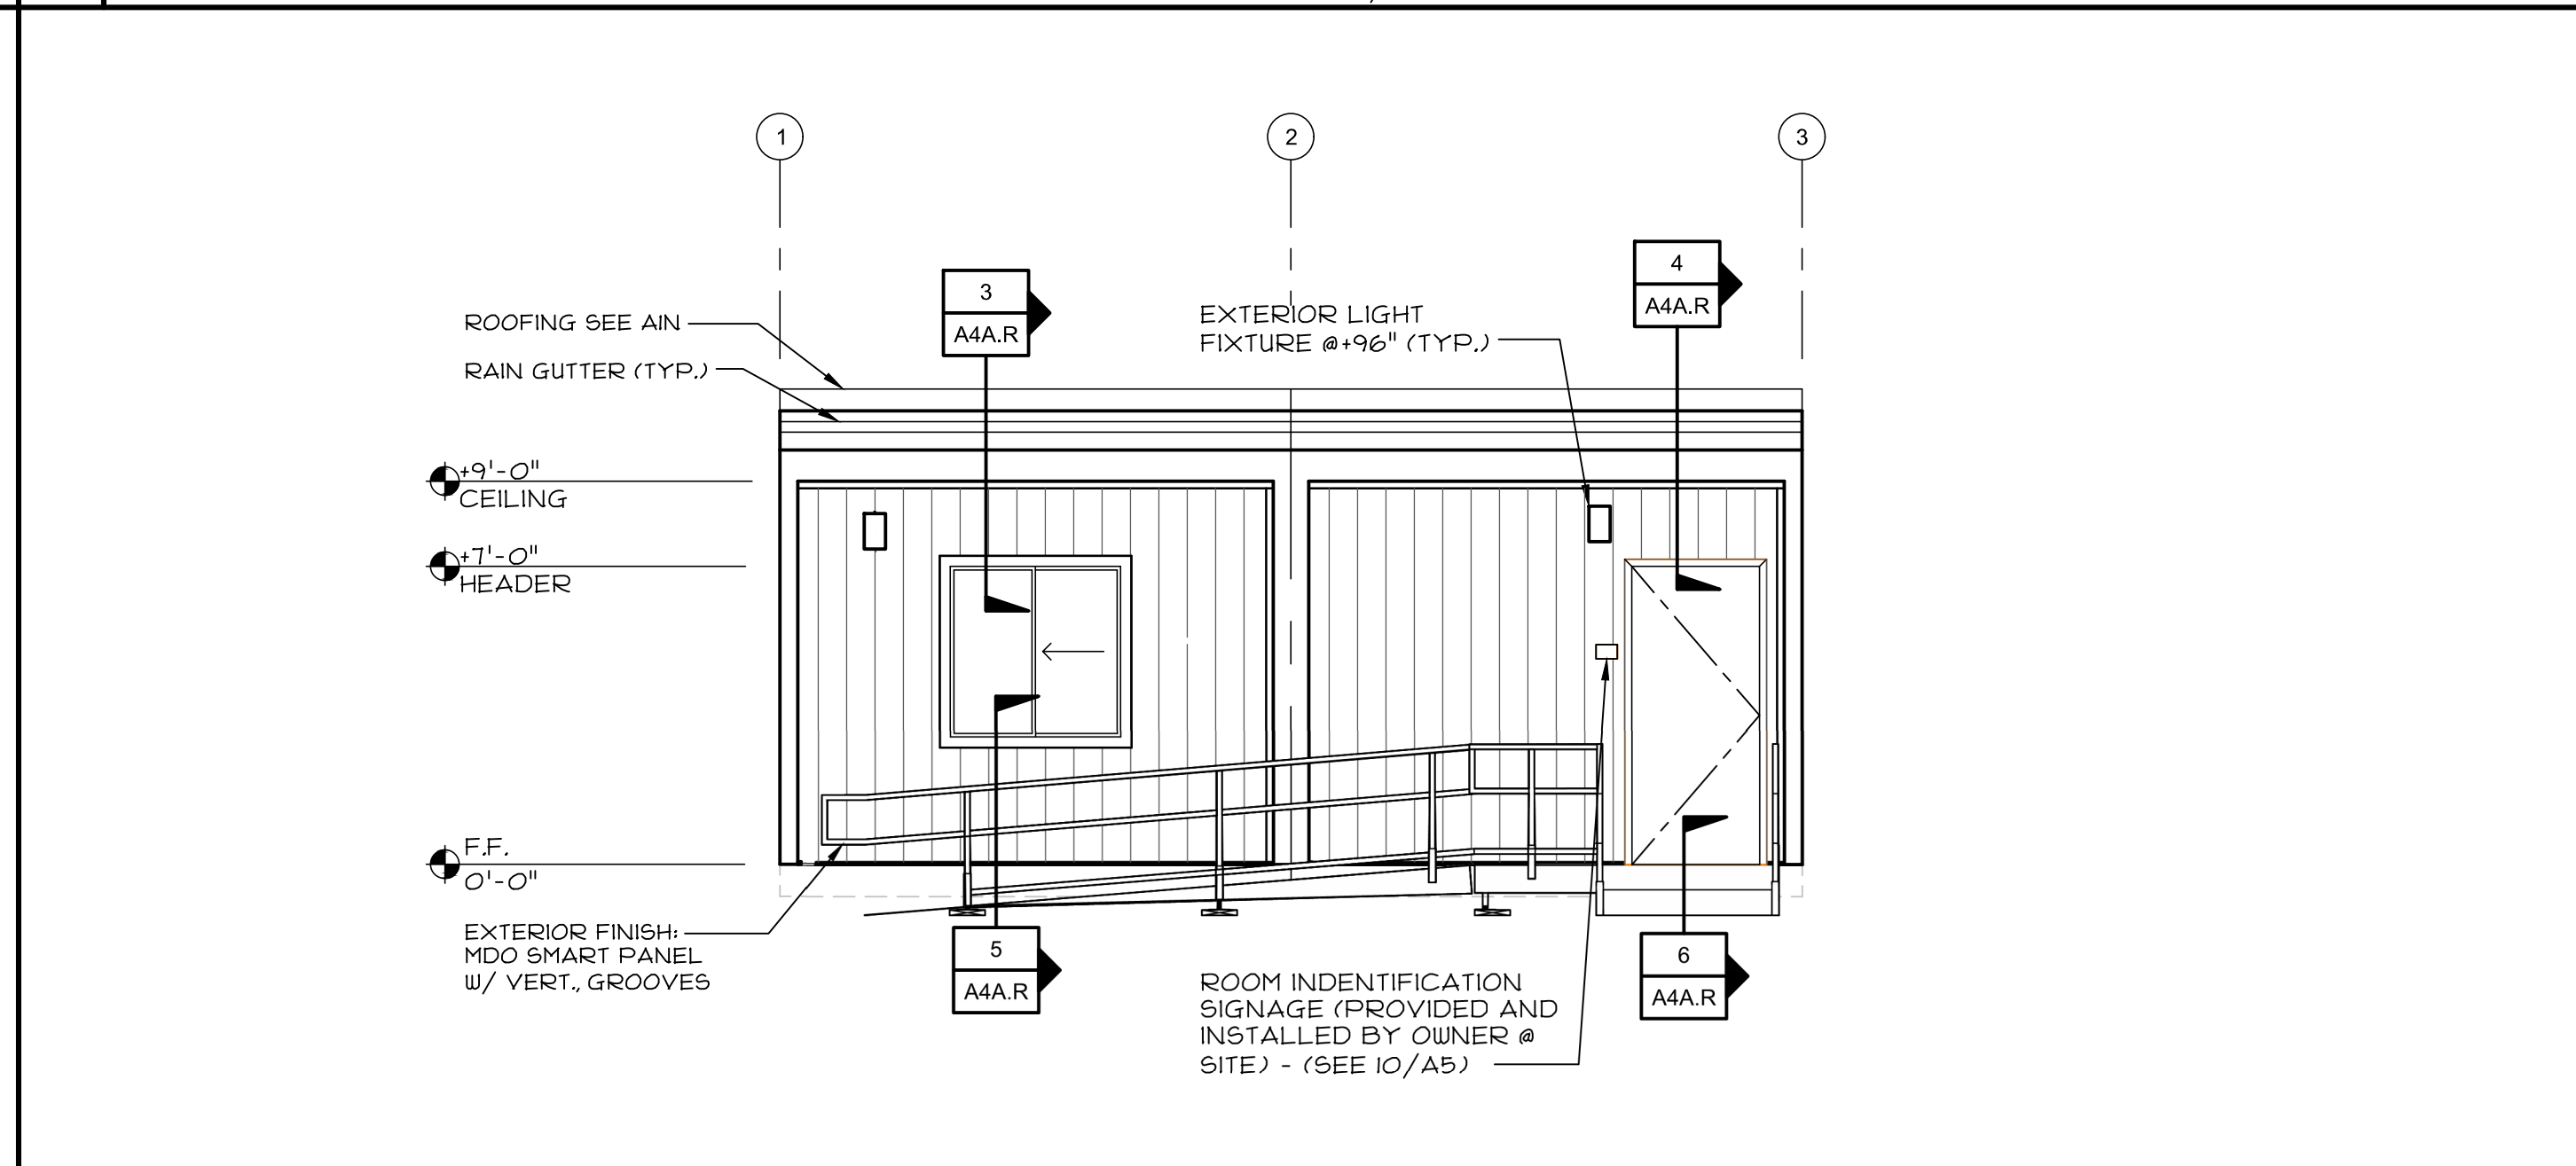 1
2
3
3
A4A.R
4
A4A.R
ROOFING SEE A1N
RAIN GUTTER (TYP.)
EXTERIOR LIGHT
FIXTURE @+96" (TYP.)
+9'-0"
CEILING
+7'-0"
HEADER
F.F.
0'-0"
EXTERIOR FINISH:
MDO SMART PANEL
W/ VERT., GROOVES
5
A4A.R
ROOM INDENTIFICATION
SIGNAGE (PROVIDED AND
INSTALLED BY OWNER @
SITE) - (SEE 10/A5)
6
A4A.R